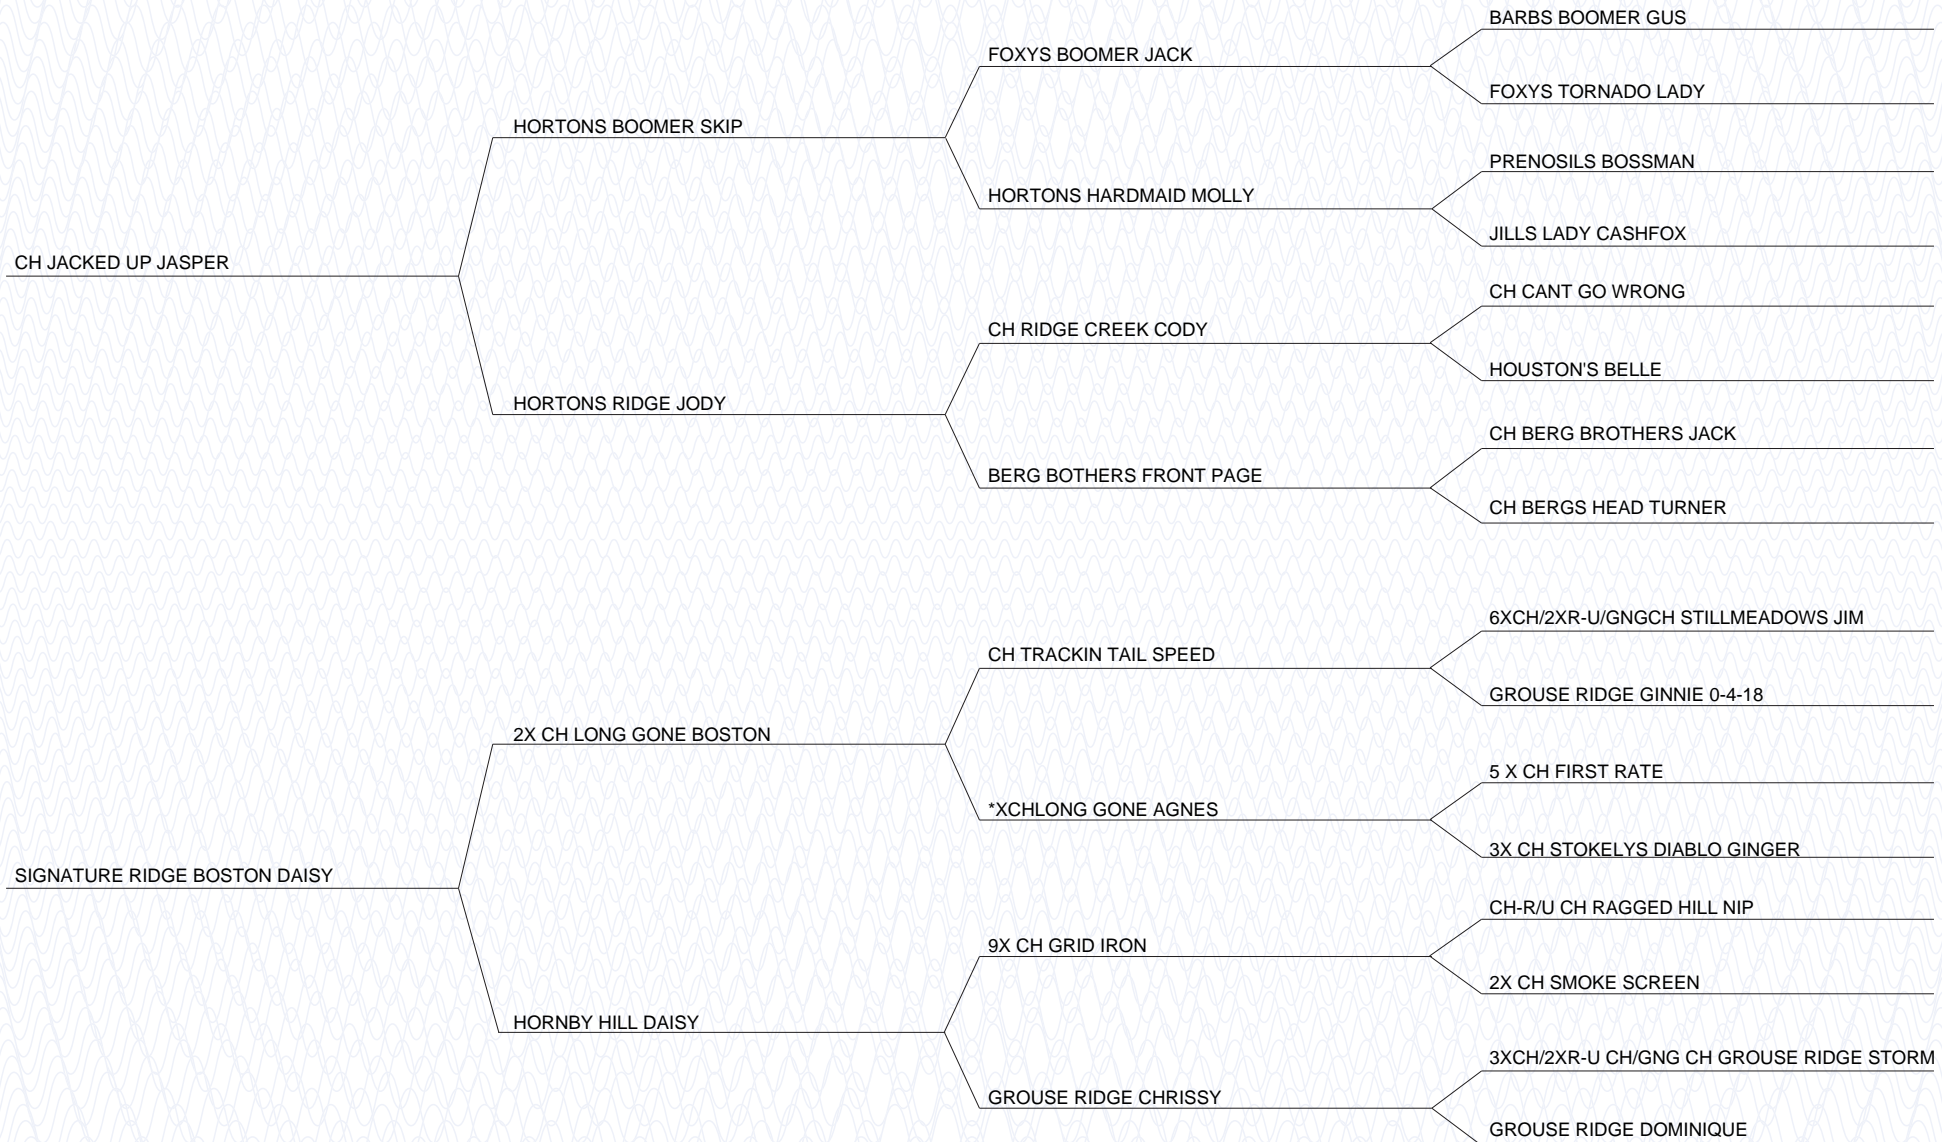 BARBS BOOMER GUS
FOXYS BOOMER JACK
FOXYS TORNADO LADY
HORTONS BOOMER SKIP
PRENOSILS BOSSMAN
HORTONS HARDMAID MOLLY
JILLS LADY CASHFOX
CH JACKED UP JASPER
CH CANT GO WRONG
CH RIDGE CREEK CODY
HOUSTON'S BELLE
HORTONS RIDGE JODY
CH BERG BROTHERS JACK
BERG BOTHERS FRONT PAGE
CH BERGS HEAD TURNER
6XCH/2XR-U/GNGCH STILLMEADOWS JIM
CH TRACKIN TAIL SPEED
GROUSE RIDGE GINNIE 0-4-18
2X CH LONG GONE BOSTON
5 X CH FIRST RATE
*XCHLONG GONE AGNES
3X CH STOKELYS DIABLO GINGER
SIGNATURE RIDGE BOSTON DAISY
CH-R/U CH RAGGED HILL NIP
9X CH GRID IRON
2X CH SMOKE SCREEN
HORNBY HILL DAISY
3XCH/2XR-U CH/GNG CH GROUSE RIDGE STORM
GROUSE RIDGE CHRISSY
GROUSE RIDGE DOMINIQUE